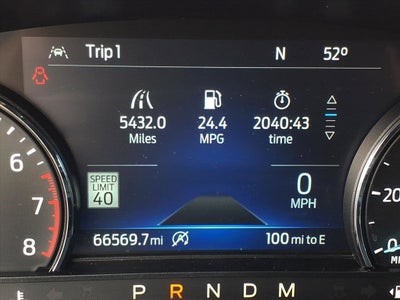 Trip 1 N 52°
5432.0 24.4 2040:43
Miles MPG time
6
7
8
SPEED
LIMIT
40
0
MPH
20
0
66569.7 mi 100 mi to E
P R N D M